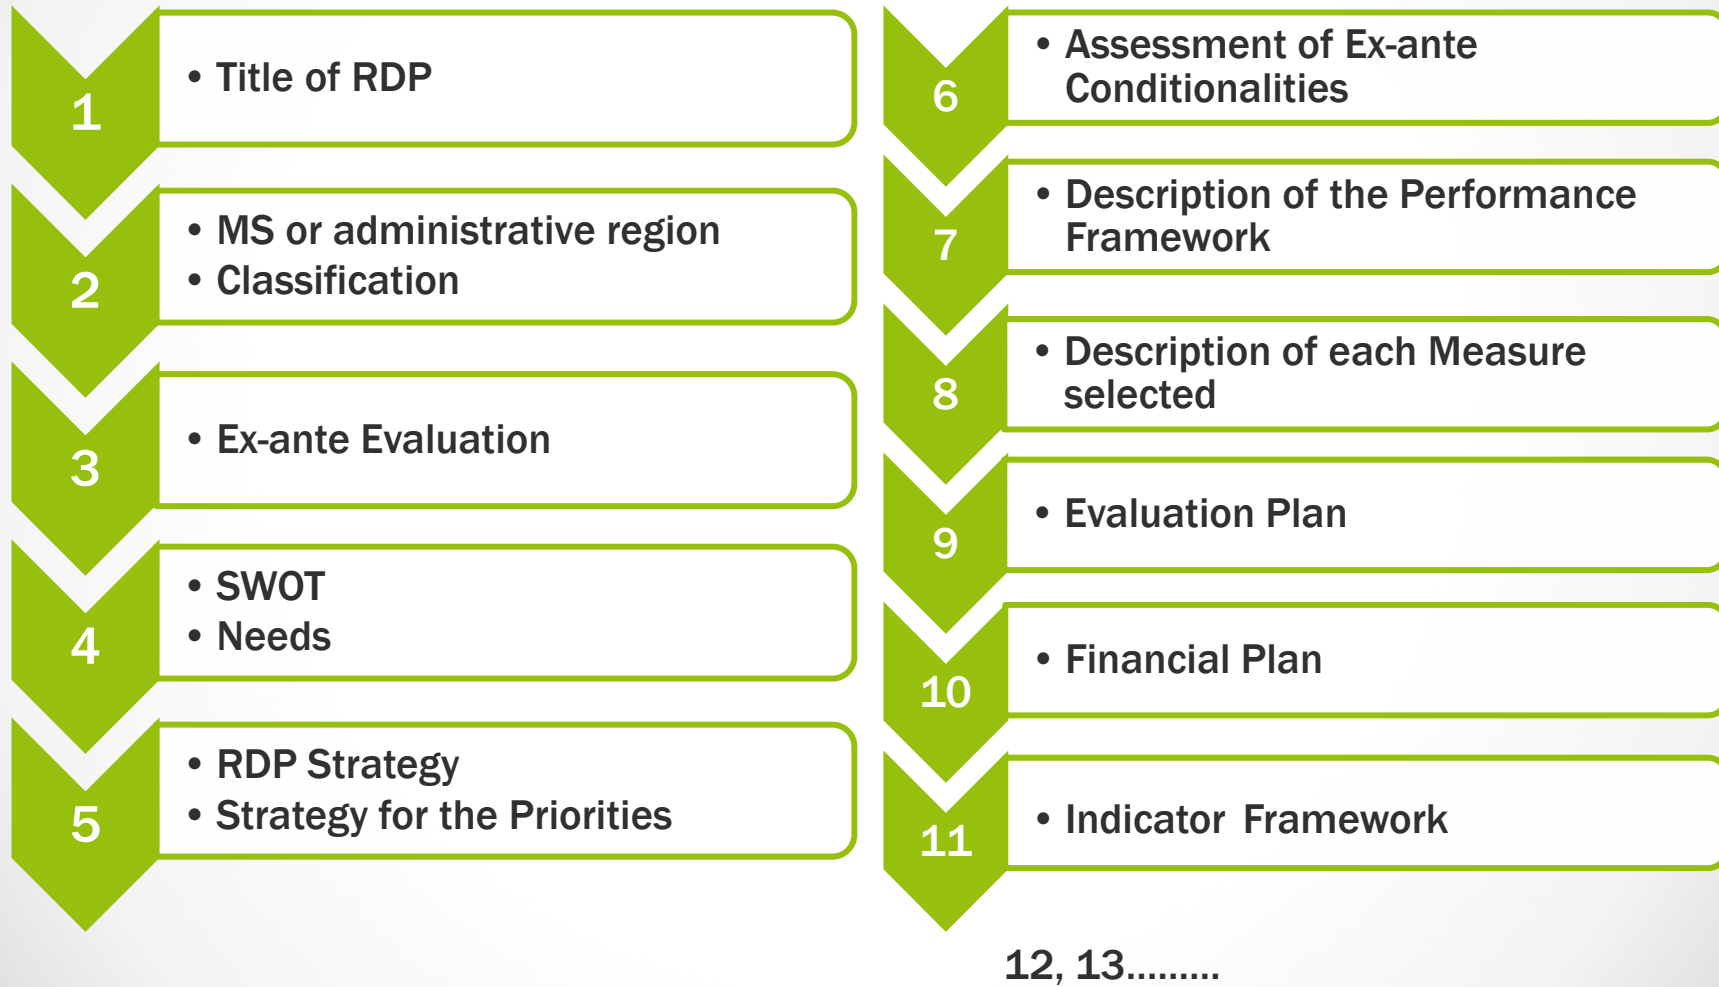 1
• Title of RDP
2
• MS or administrative region
• Classification
3
• Ex-ante Evaluation
4
• SWOT
• Needs
5
• RDP Strategy
• Strategy for the Priorities
6
• Assessment of Ex-ante
Conditionalities
7
• Description of the Performance
Framework
8
• Description of each Measure
selected
9
• Evaluation Plan
10
• Financial Plan
11
• Indicator Framework
12, 13.........